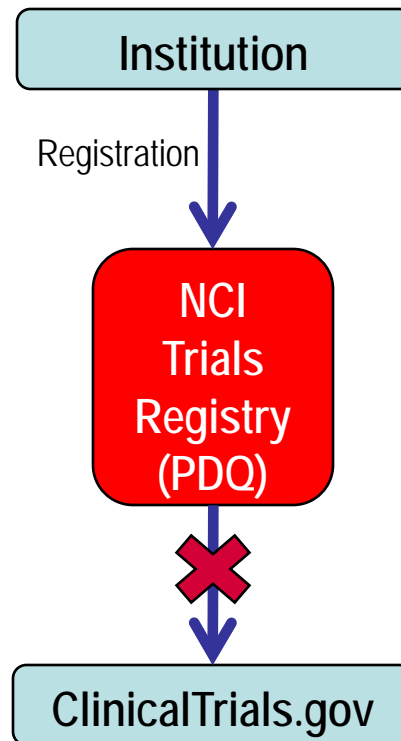 Institution
Registration
NCI
Trials
Registry
(PDQ)
ClinicalTrials.gov